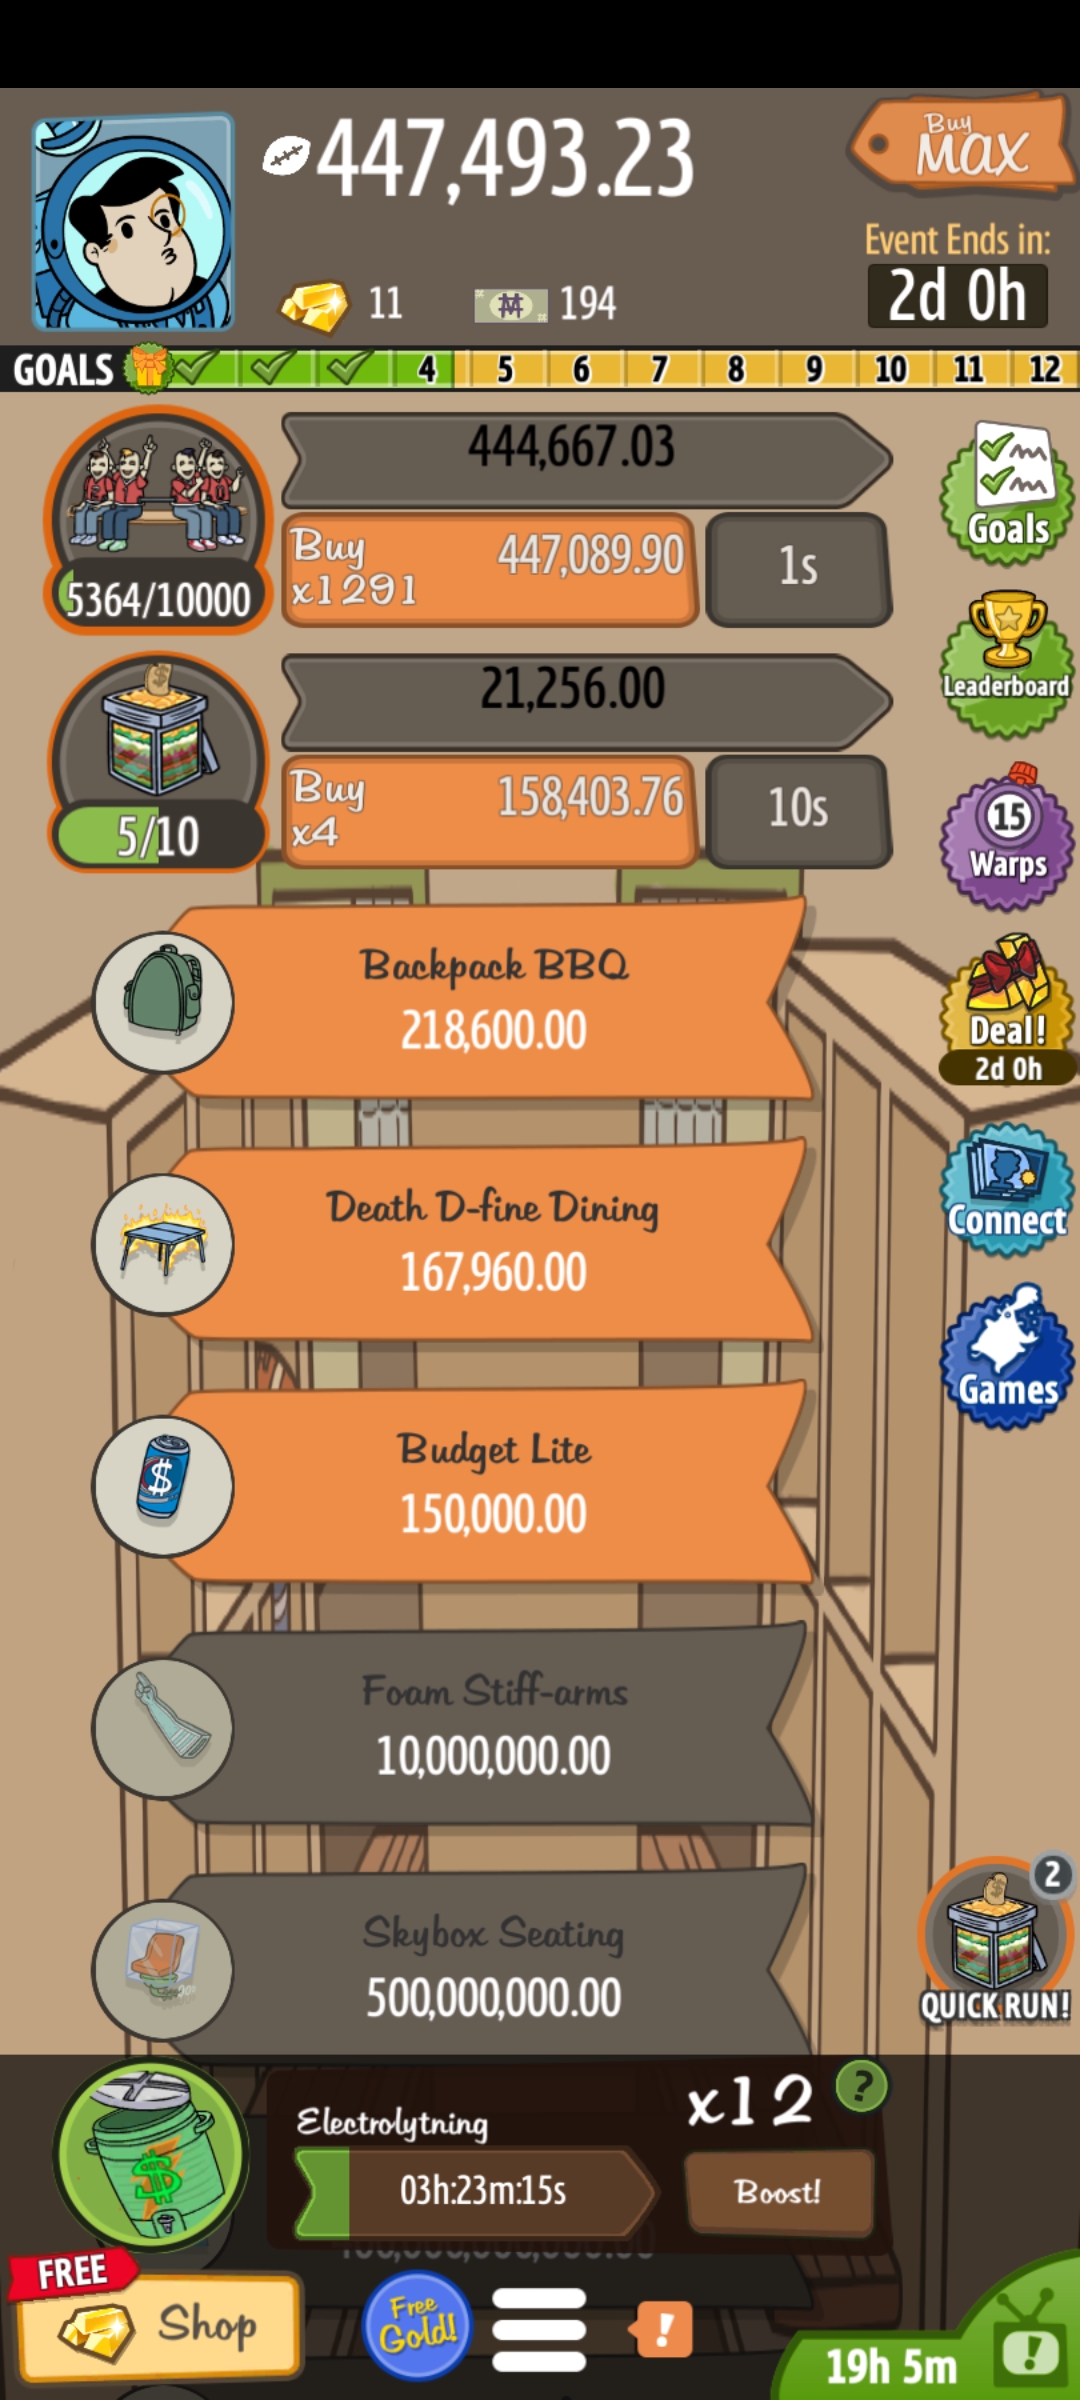 447,493.23
Buy
MAX
Event Ends in:
2d 0h
11
194
GOALS 4 5 6 7 8 9 10 11 12
444,667.03
Buy
x1291
447,089.90
1s
5364/10000
Goals
Leaderboard
21,256.00
Buy
x4
158,403.76
10s
5/10
15
Warps
Backpack BBQ
218,600.00
Deal!
2d 0h
Death D-fine Dining
167,960.00
Connect
Budget Lite
150,000.00
Games
Foam Stiff-arms
10,000,000.00
Skybox Seating
500,000,000.00
2
QUICK RUN!
Electrolytning
x12
?
03h:23m:15s
Boost!
FREE
Shop
Free
Gold!
!
19h 5m
!